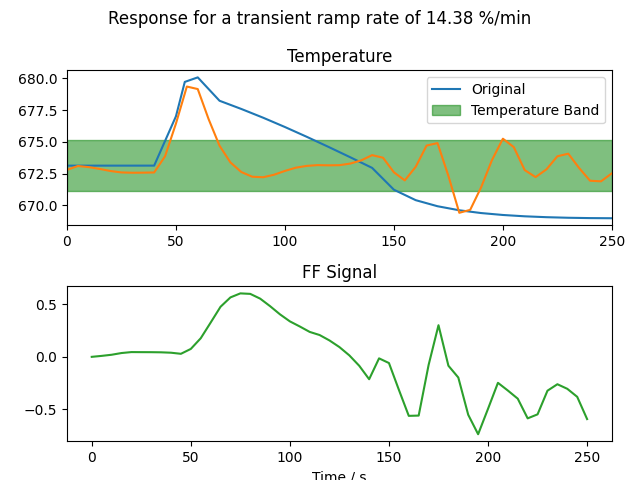 Response for a transient ramp rate of 14.38 %/min
Temperature
680.0
677.5
675.0
672.5
670.0
Original
Temperature Band
0 50 100 150 200 250
FF Signal
0.5
0.0
−0.5
0 50 100 150 200 250
Time / s